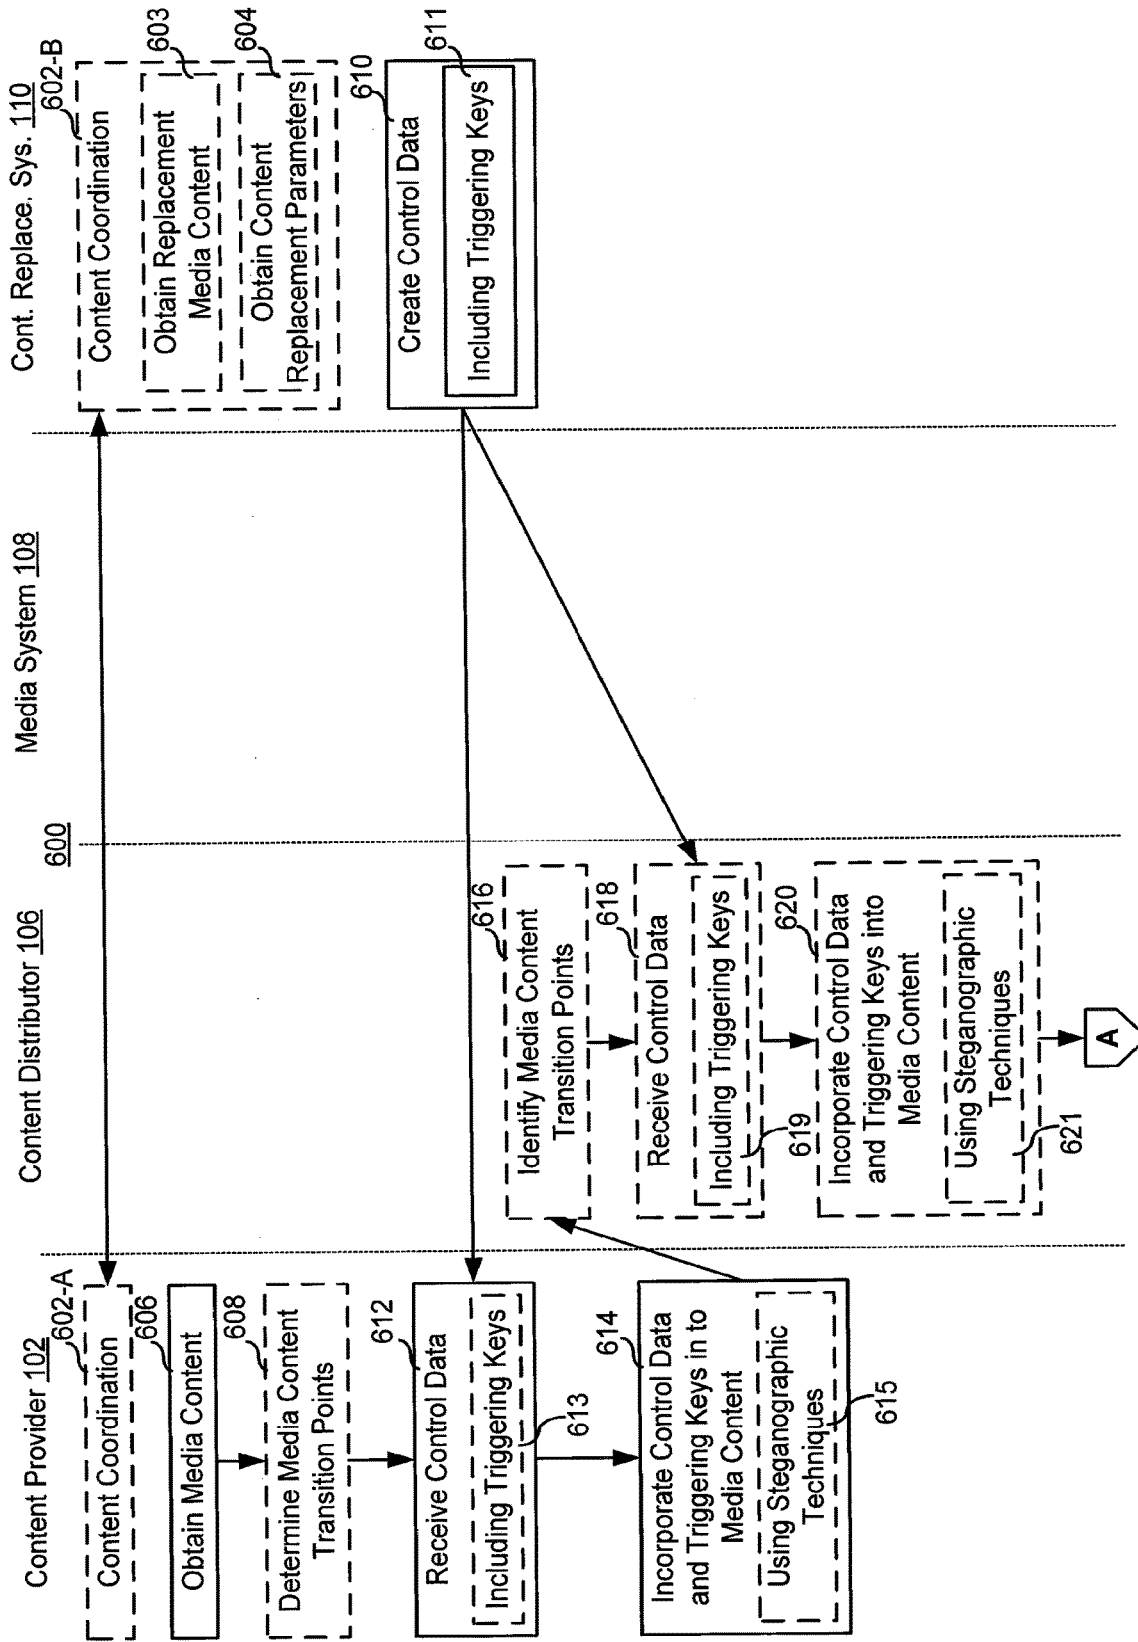 600
Content Provider 102
Content Distributor 106
Media System 108
Cont. Replace. Sys. 110
602-A
Content Coordination
606
Obtain Media Content
608
Determine Media Content
Transition Points
612
Receive Control Data
Including Triggering Keys
613
614
Incorporate Control Data
and Triggering Keys in to
Media Content
Using Steganographic
Techniques
615
616
Identify Media Content
Transition Points
618
Receive Control Data
Including Triggering Keys
619
620
Incorporate Control Data
and Triggering Keys into
Media Content
Using Steganographic
Techniques
621
A
602-B
Content Coordination
603
Obtain Replacement
Media Content
604
Obtain Content
Replacement Parameters
610
Create Control Data
611
Including Triggering Keys